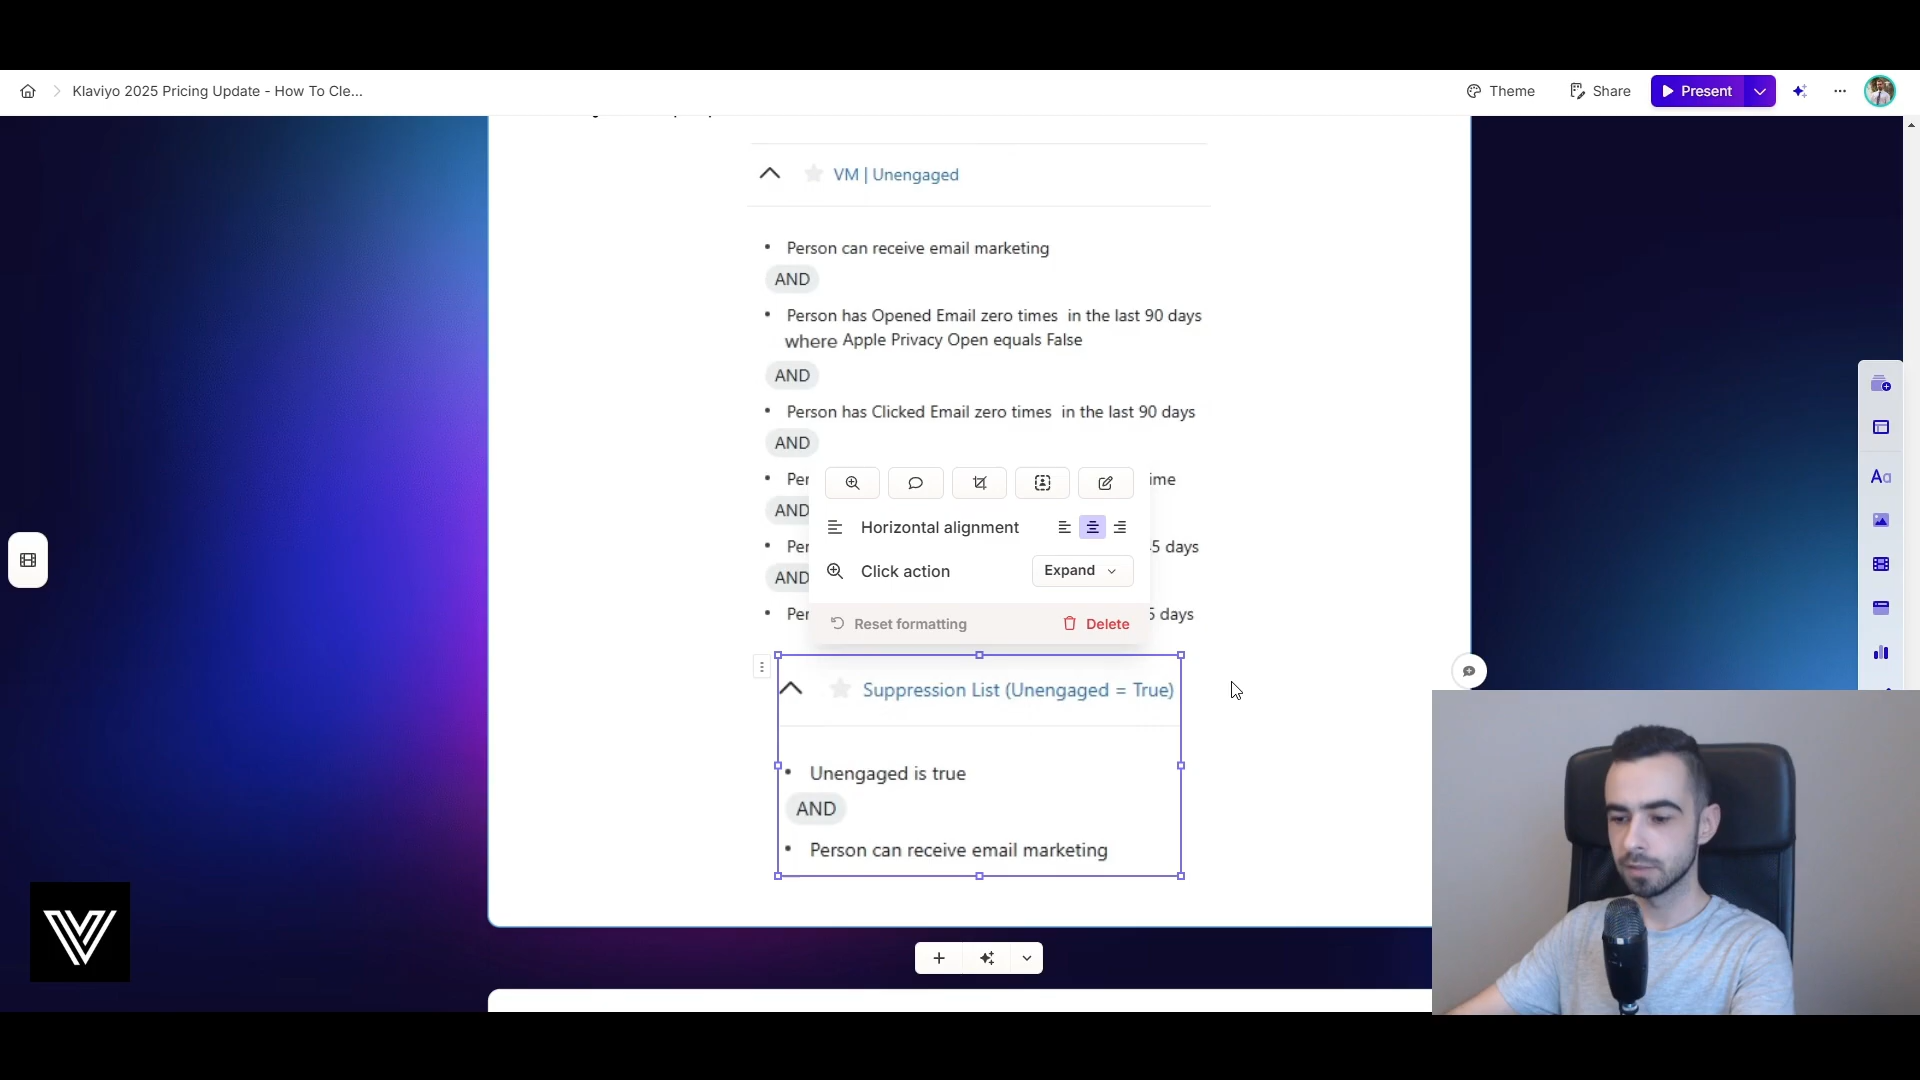 Klaviyo 2025 Pricing Update - How To Cle...
Theme
Share
Present
VM | Unengaged
Person can receive email marketing
AND
Person has Opened Email zero times in the last 90 days
where Apple Privacy Open equals False
AND
Person has Clicked Email zero times in the last 90 days
AND
Per
ime
AND
Horizontal alignment
Per
5 days
AND
Click action
Expand
Per
5 days
Reset formatting
Delete
Suppression List (Unengaged = True)
Unengaged is true
AND
Person can receive email marketing
Aa